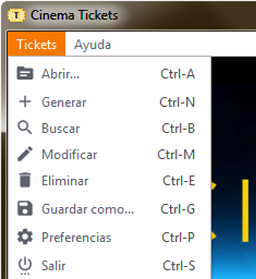 T Cinema Tickets
Tickets Ayuda
Abrir... Ctrl-A
Generar Ctrl-N
Buscar Ctrl-B
Modificar Ctrl-M
Eliminar Ctrl-E
Guardar como... Ctrl-G
Preferencias Ctrl-P
Salir Ctrl-S